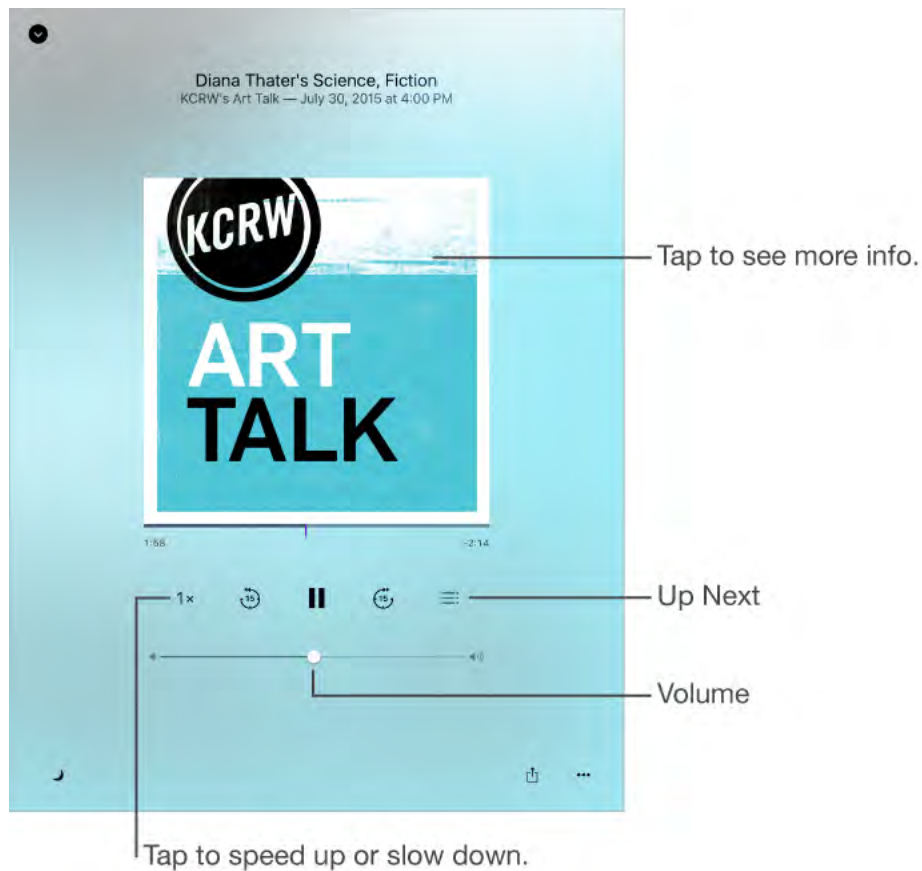 Diana Thater's Science, Fiction
KCRW's Art Talk — July 30, 2015 at 4:00 PM
KCRW
Tap to see more info.
ART
TALK
1:58
-2:14
1×
15
15
Up Next
Volume
Tap to speed up or slow down.